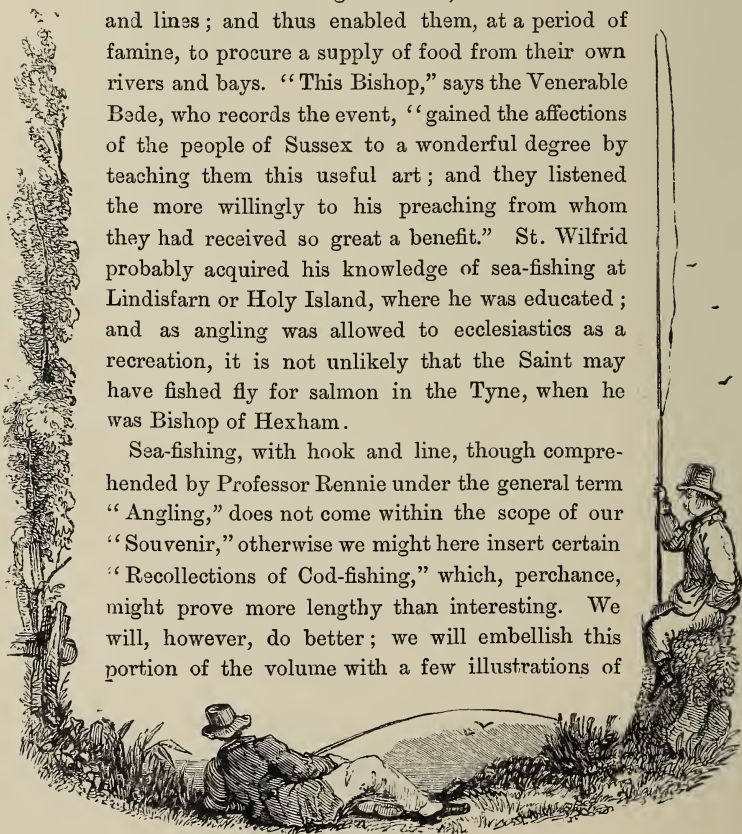 and lines; and thus enabled them, at a period of
famine, to procure a supply of food from their own
rivers and bays. “This Bishop,” says the Venerable
Bede, who records the event, “gained the affections
of the people of Sussex to a wonderful degree by
teaching them this useful art; and they listened
the more willingly to his preaching from whom
they had received so great a benefit.” St. Wilfrid
probably acquired his knowledge of sea-fishing at
Lindisfarn or Holy Island, where he was educated;
and as angling was allowed to ecclesiastics as a
recreation, it is not unlikely that the Saint may
have fished fly for salmon in the Tyne, when he
was Bishop of Hexham.
Sea-fishing, with hook and line, though compre-
hended by Professor Rennie under the general term
“Angling,” does not come within the scope of our
“Souvenir,” otherwise we might here insert certain
“Recollections of Cod-fishing,” which, perchance,
might prove more lengthy than interesting. We
will, however, do better; we will embellish this
portion of the volume with a few illustrations of